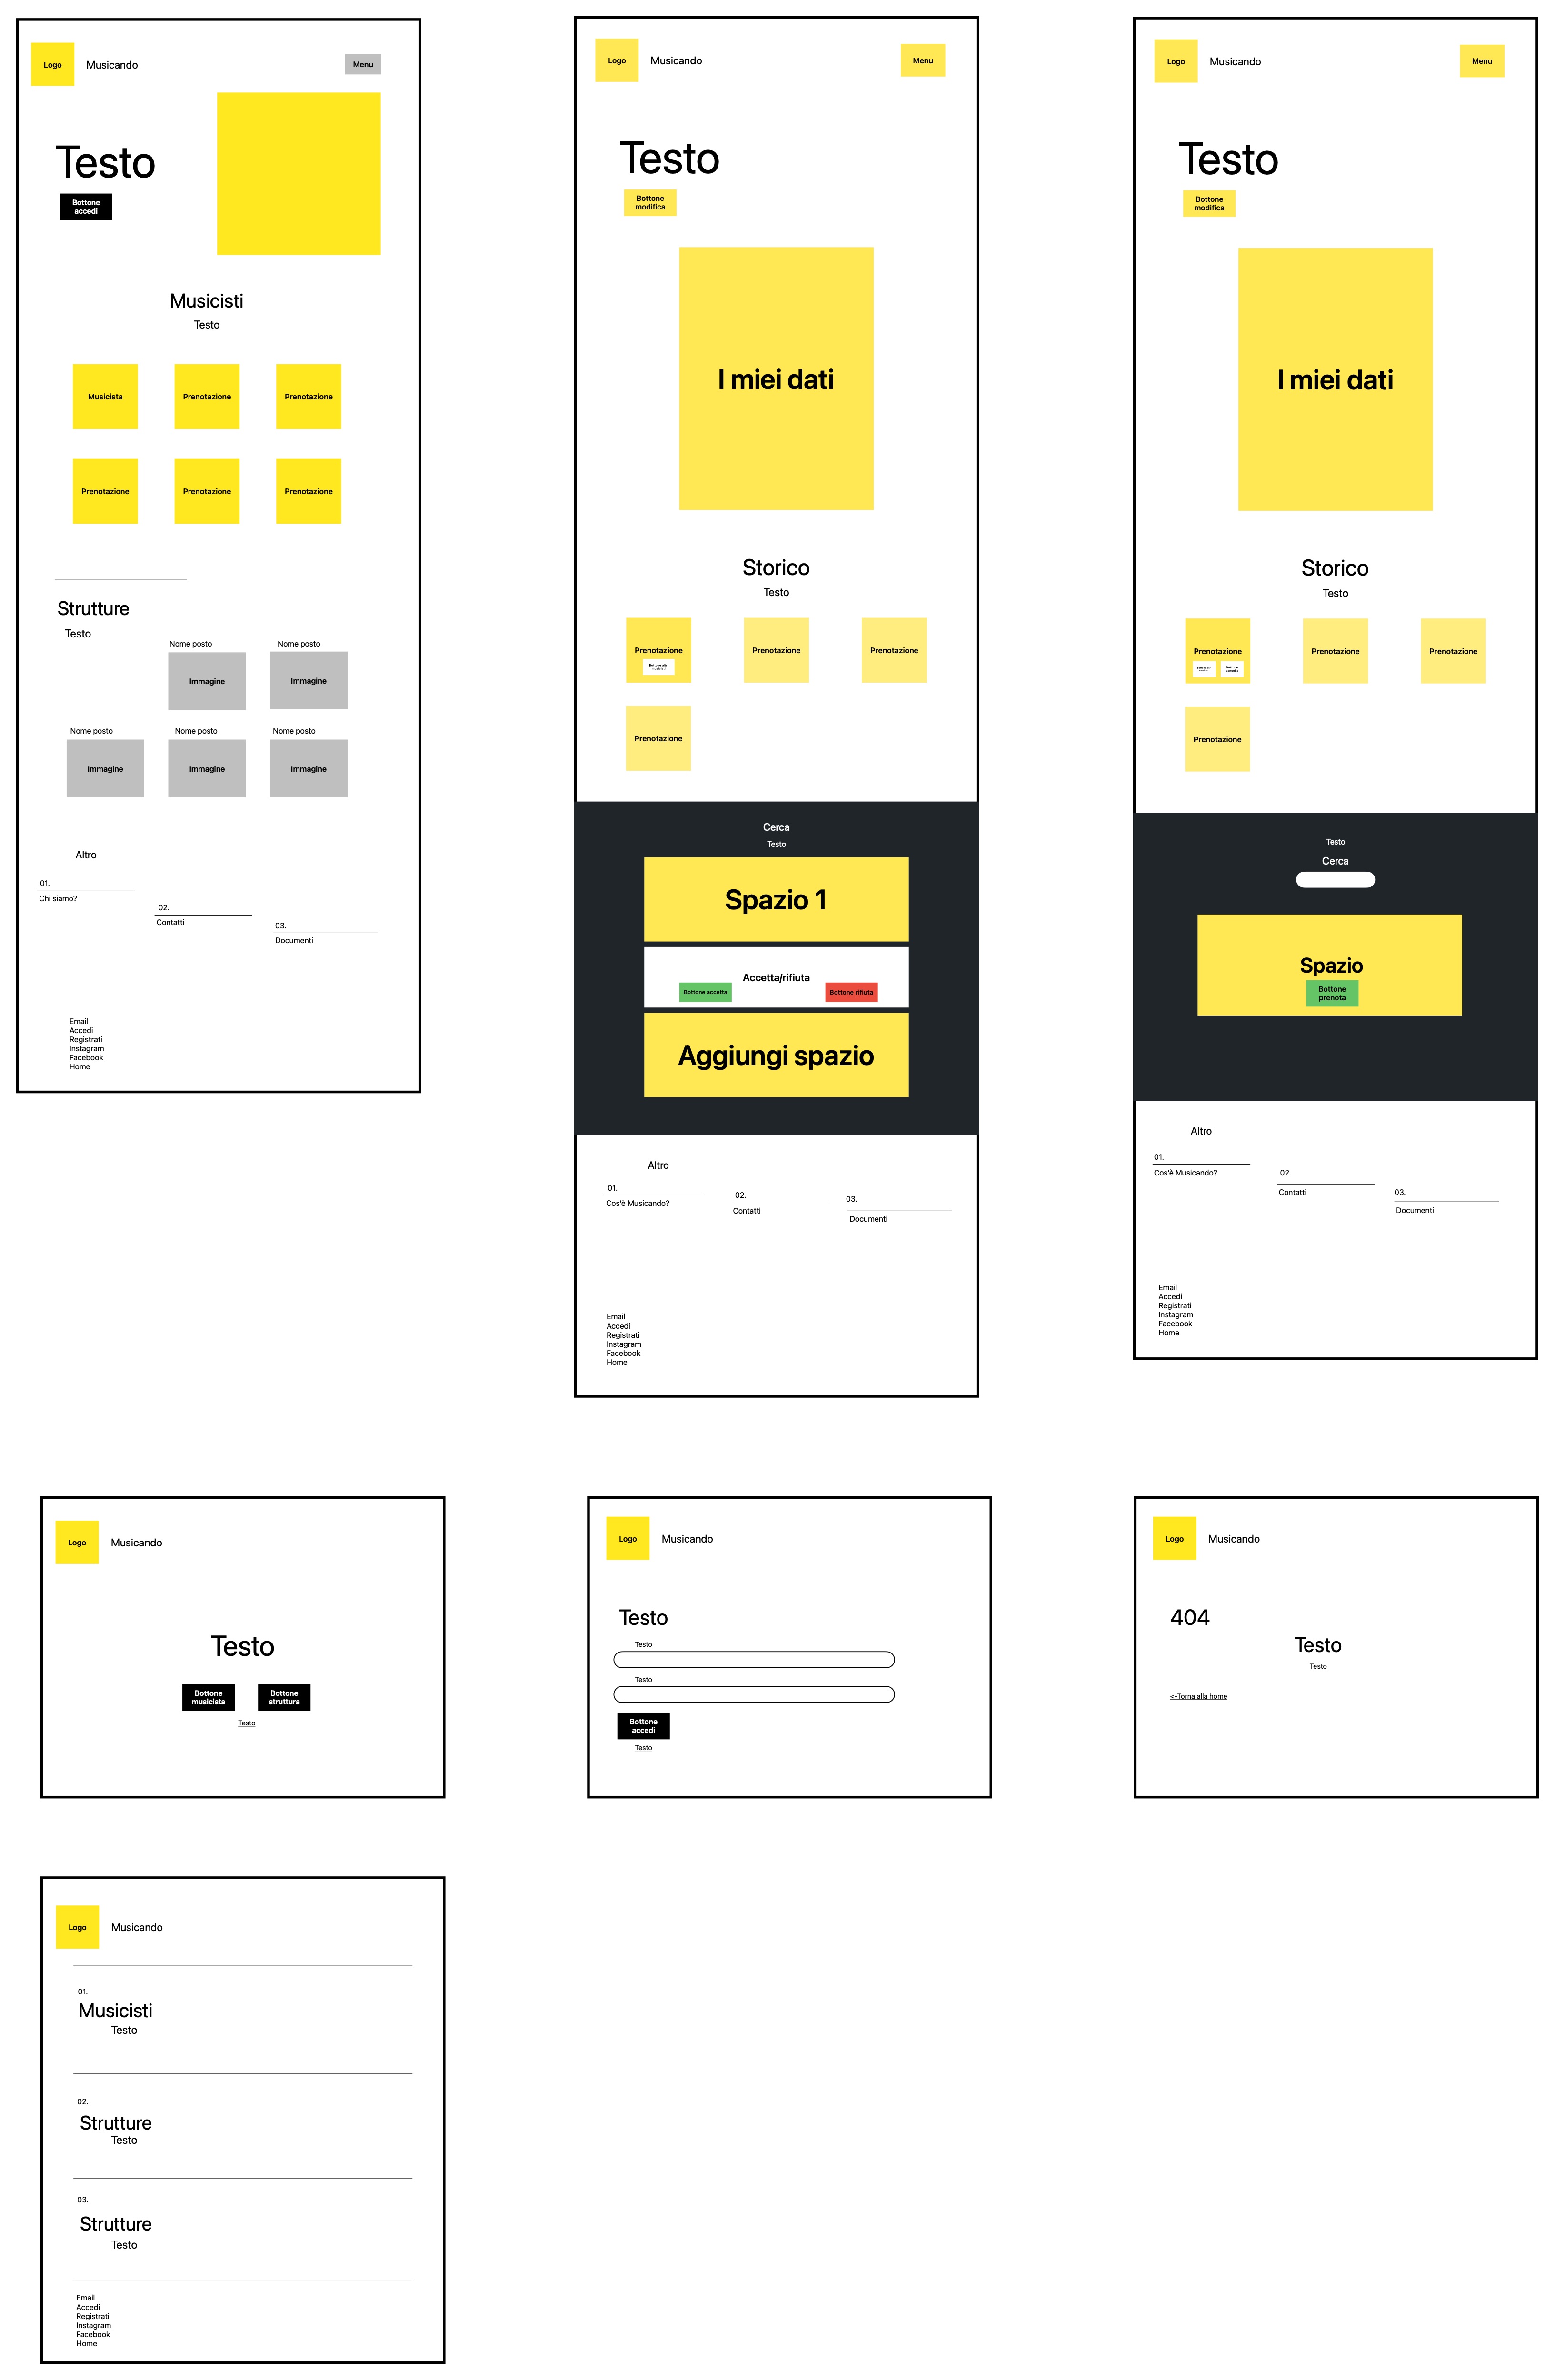 Logo
Musicando
Menu
Testo
Bottone
accedi
Musicisti
Testo
Musicista
Prenotazione
Prenotazione
Prenotazione
Prenotazione
Prenotazione
Strutture
Testo
Nome posto
Nome posto
Immagine
Immagine
Nome posto
Nome posto
Nome posto
Immagine
Immagine
Immagine
Altro
01.
Chi siamo?
02.
Contatti
03.
Documenti
Email
Accedi
Registrati
Instagram
Facebook
Home
Logo
Musicando
Menu
Testo
Bottone
modifica
I miei dati
Storico
Testo
Prenotazione
Bottone altri
musicisti
Prenotazione
Prenotazione
Prenotazione
Cerca
Testo
Spazio 1
Accetta/rifiuta
Bottone accetta
Bottone rifiuta
Aggiungi spazio
Altro
01.
Cos'è Musicando?
02.
Contatti
03.
Documenti
Email
Accedi
Registrati
Instagram
Facebook
Home
Logo
Musicando
Menu
Testo
Bottone
modifica
I miei dati
Storico
Testo
Prenotazione
Bottone altri
musicisti
Bottone
cancella
Prenotazione
Prenotazione
Prenotazione
Testo
Cerca
Spazio
Bottone
prenota
Altro
01.
Cos'è Musicando?
02.
Contatti
03.
Documenti
Email
Accedi
Registrati
Instagram
Facebook
Home
Logo
Musicando
Testo
Bottone
musicista
Bottone
struttura
Testo
Logo
Musicando
Testo
Testo
Testo
Bottone
accedi
Testo
Logo
Musicando
404
Testo
Testo
<-Torna alla home
Logo
Musicando
01.
Musicisti
Testo
02.
Strutture
Testo
03.
Strutture
Testo
Email
Accedi
Registrati
Instagram
Facebook
Home